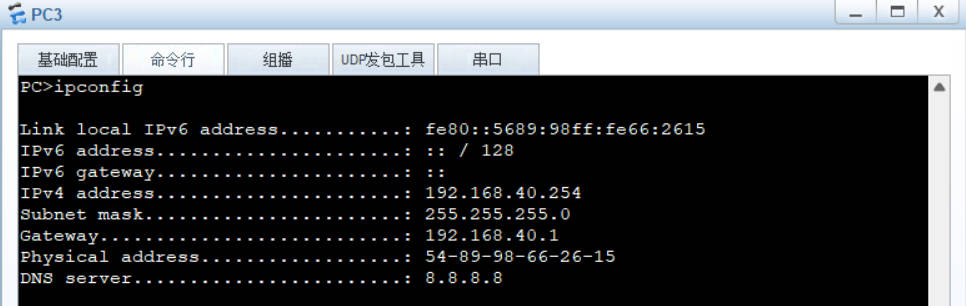 PC3
基础配置 命令行 组播 UDP发包工具 串口
PC>ipconfig
Link local IPv6 address...........: fe80::5689:98ff:fe66:2615
IPv6 address......................: :: / 128
IPv6 gateway......................: ::
IPv4 address......................: 192.168.40.254
Subnet mask.......................: 255.255.255.0
Gateway...........................: 192.168.40.1
Physical address..................: 54-89-98-66-26-15
DNS server........................: 8.8.8.8